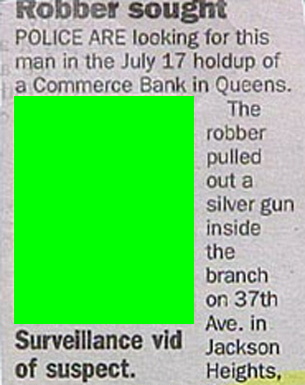 Robber sought
POLICE ARE looking for this
man in the July 17 holdup of
a Commerce Bank in Queens.
The
robber
pulled
out a
silver gun
inside
the
branch
on 37th
Ave. in
Jackson
Heights,
Surveillance vid
of suspect.